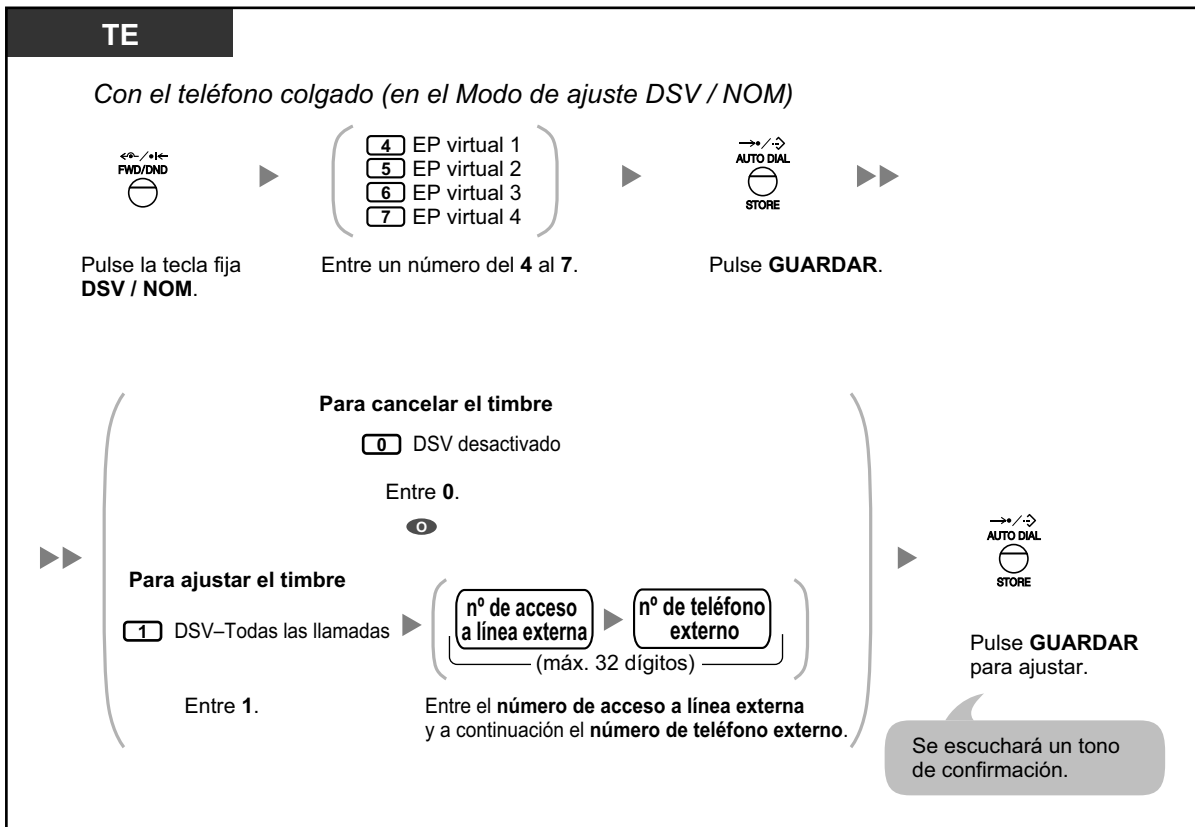 TE
Con el teléfono colgado (en el Modo de ajuste DSV / NOM)
FWD/DND
4 EP virtual 1
5 EP virtual 2
6 EP virtual 3
7 EP virtual 4
AUTO DIAL
STORE
Pulse la tecla fija
DSV / NOM.
Entre un número del 4 al 7.
Pulse GUARDAR.
Para cancelar el timbre
0 DSV desactivado
Entre 0.
O
Para ajustar el timbre
1 DSV–Todas las llamadas
nº de acceso
a línea externa
nº de teléfono
externo
(máx. 32 dígitos)
Entre 1.
Entre el número de acceso a línea externa
y a continuación el número de teléfono externo.
AUTO DIAL
STORE
Pulse GUARDAR
para ajustar.
Se escuchará un tono
de confirmación.